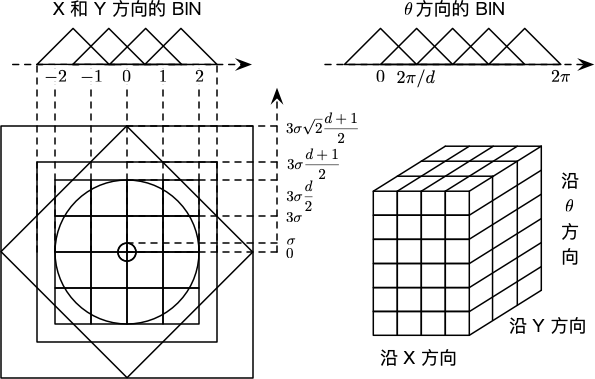 X 和 Y 方向的 BIN
θ方向的 BIN
−2 −1 0 1 2
0 2π/d 2π
3σ√2 (d+1)/2
3σ (d+1)/2
3σ d/2
3σ
σ
0
沿
θ
方
向
沿 Y 方向
沿 X 方向